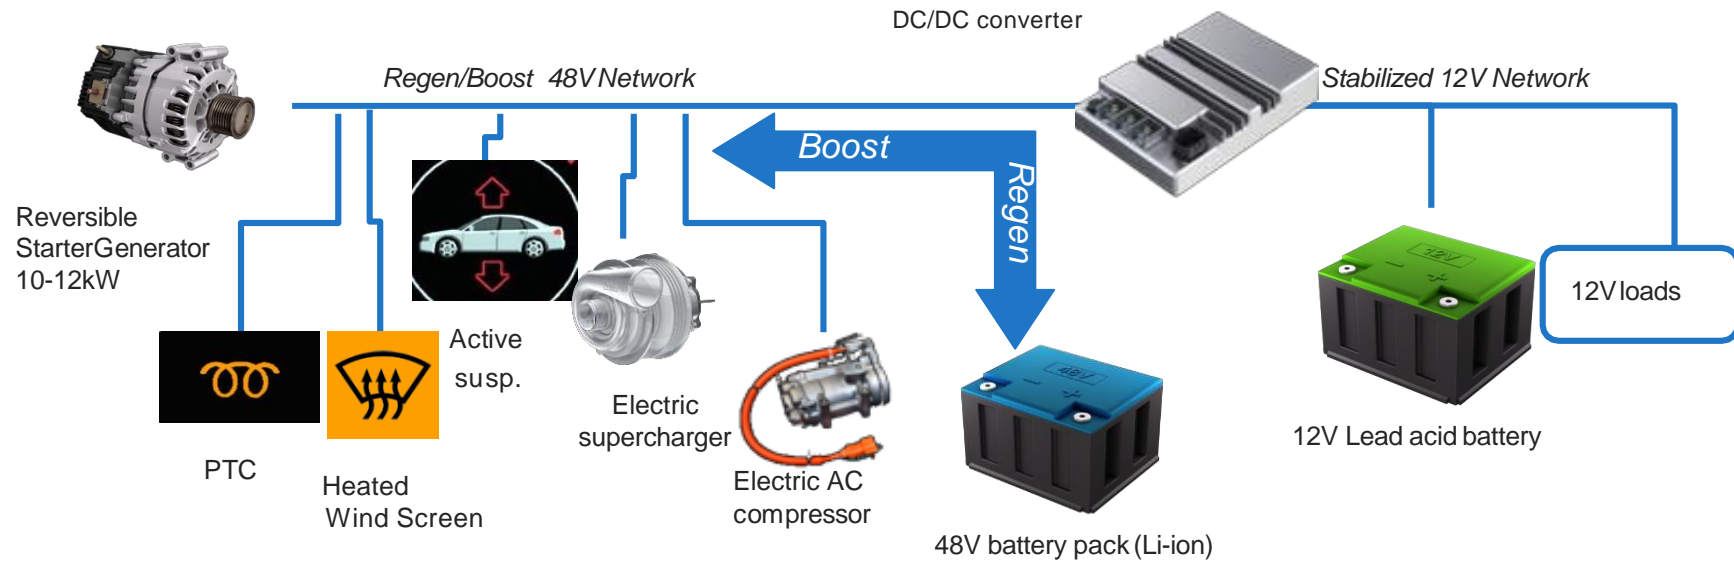 DC/DC converter
Regen/Boost 48V Network
Stabilized 12V Network
Boost
Regen
Reversible
StarterGenerator
10-12kW
12V
12V loads
Active
susp.
48V
Electric
supercharger
12V Lead acid battery
PTC
Heated
Wind Screen
Electric AC
compressor
48V battery pack (Li-ion)